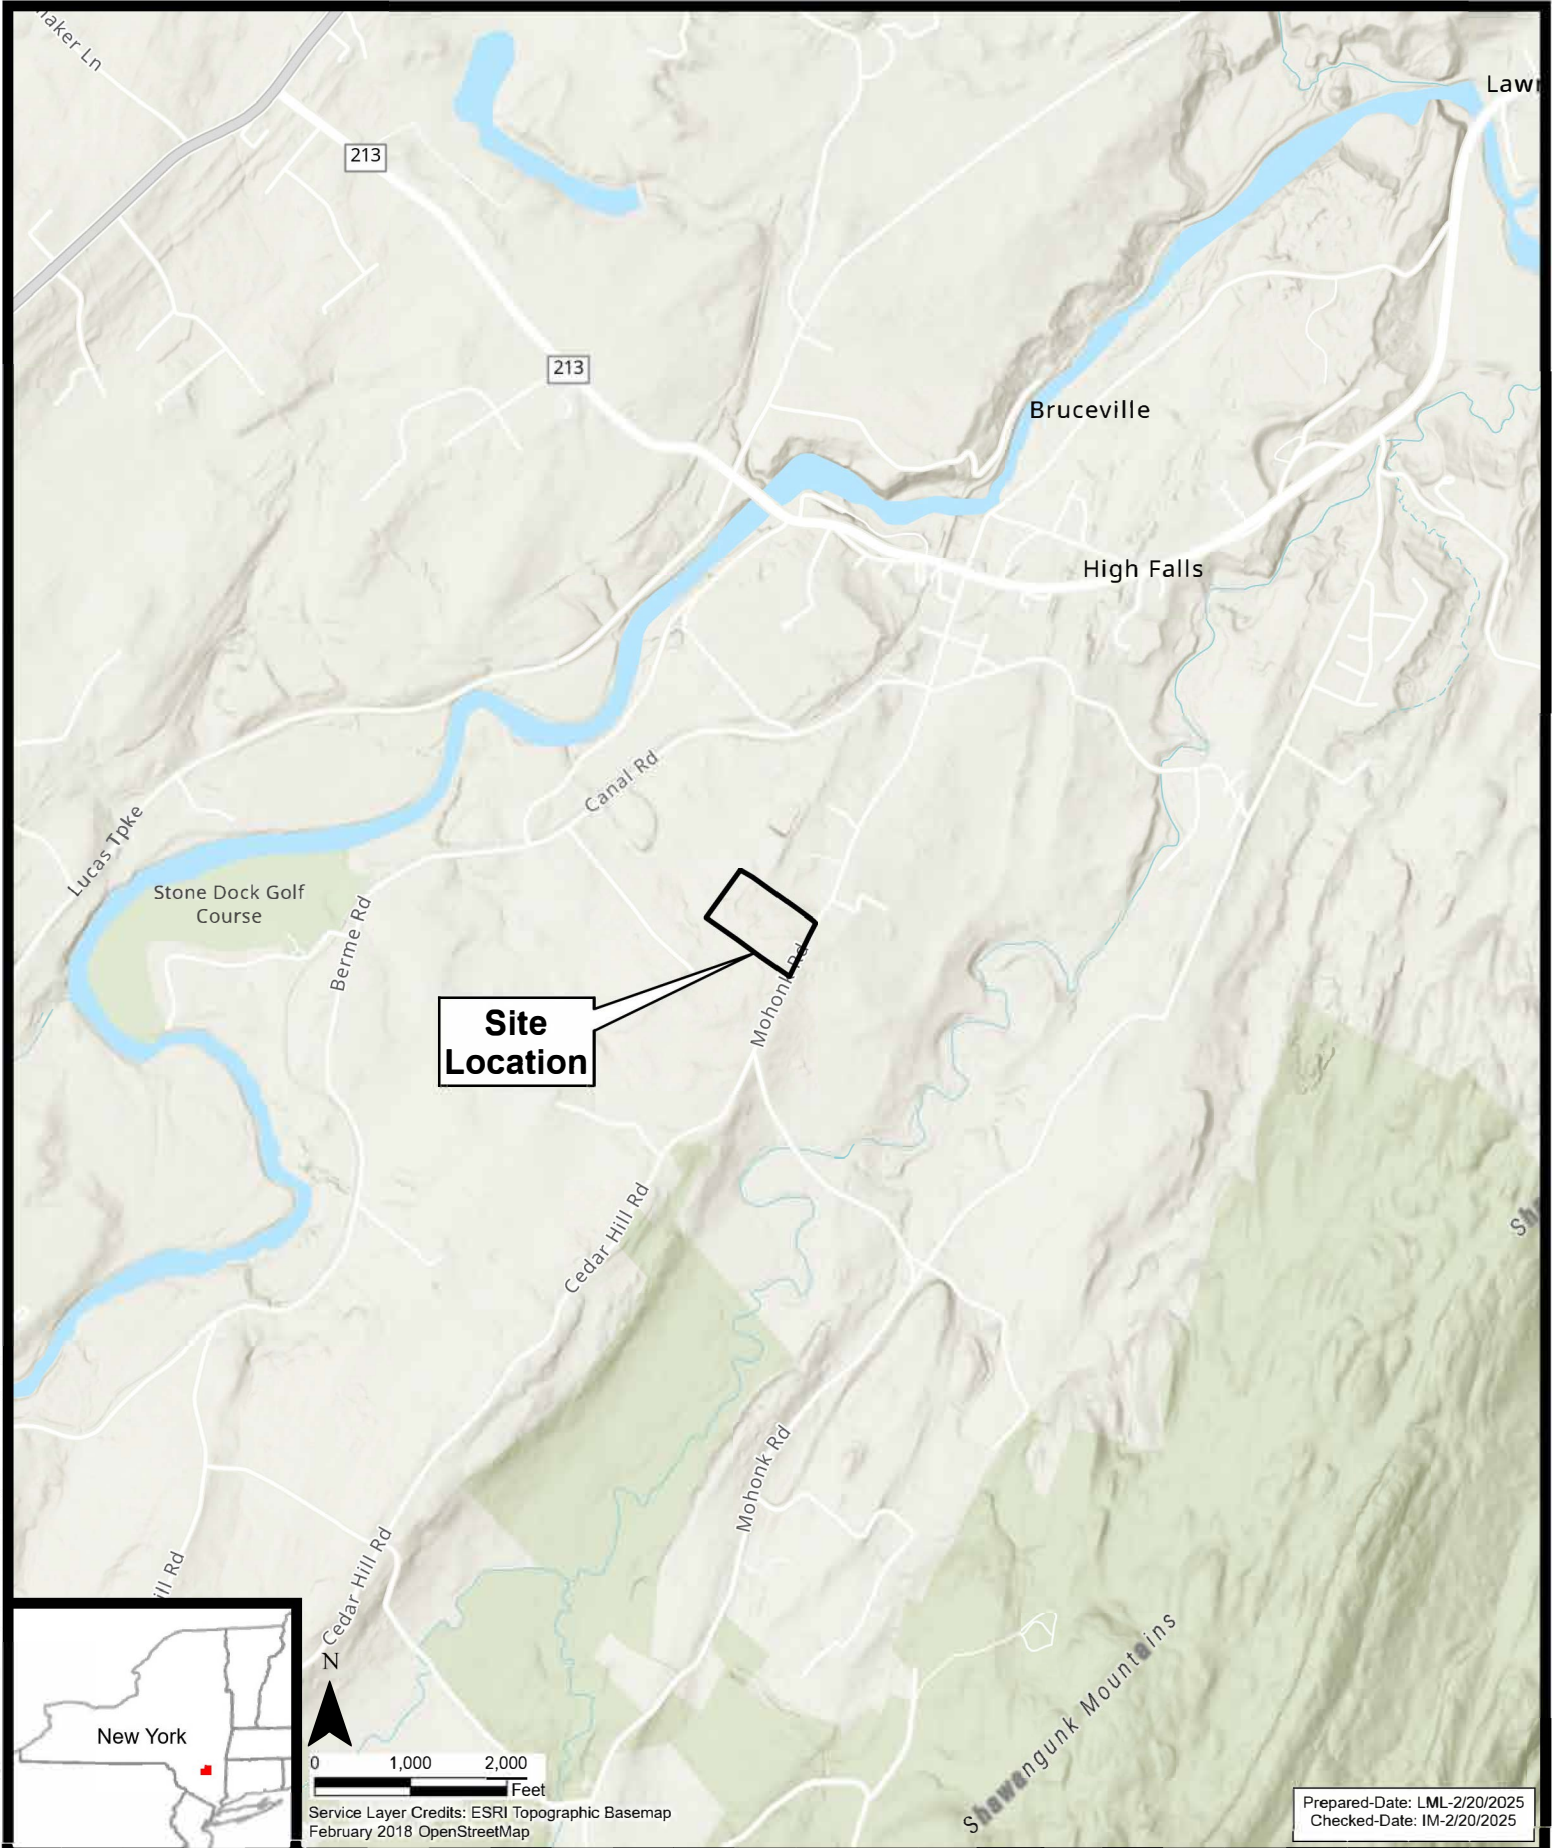 aker Ln
Lawr
213
213
Bruceville
High Falls
Canal Rd
Lucas Tpke
Stone Dock Golf
Course
Berme Rd
Mohonk Rd
Site
Location
Cedar Hill Rd
Sha
Mohonk Rd
Cedar Hill Rd
ill Rd
Shawangunk Mountains
N
New York
0 1,000 2,000
Feet
Service Layer Credits: ESRI Topographic Basemap
February 2018 OpenStreetMap
Prepared-Date: LML-2/20/2025
Checked-Date: IM-2/20/2025